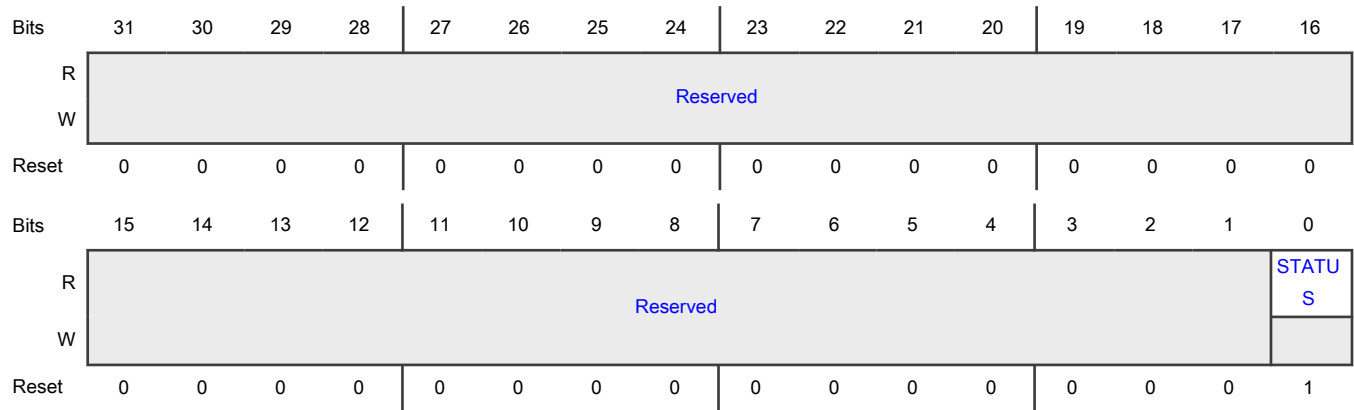 Bits 31 30 29 28 27 26 25 24 23 22 21 20 19 18 17 16
R
Reserved
W
Reset 0 0 0 0 0 0 0 0 0 0 0 0 0 0 0 0
Bits 15 14 13 12 11 10 9 8 7 6 5 4 3 2 1 0
R STATU
S
Reserved
W
Reset 0 0 0 0 0 0 0 0 0 0 0 0 0 0 0 1